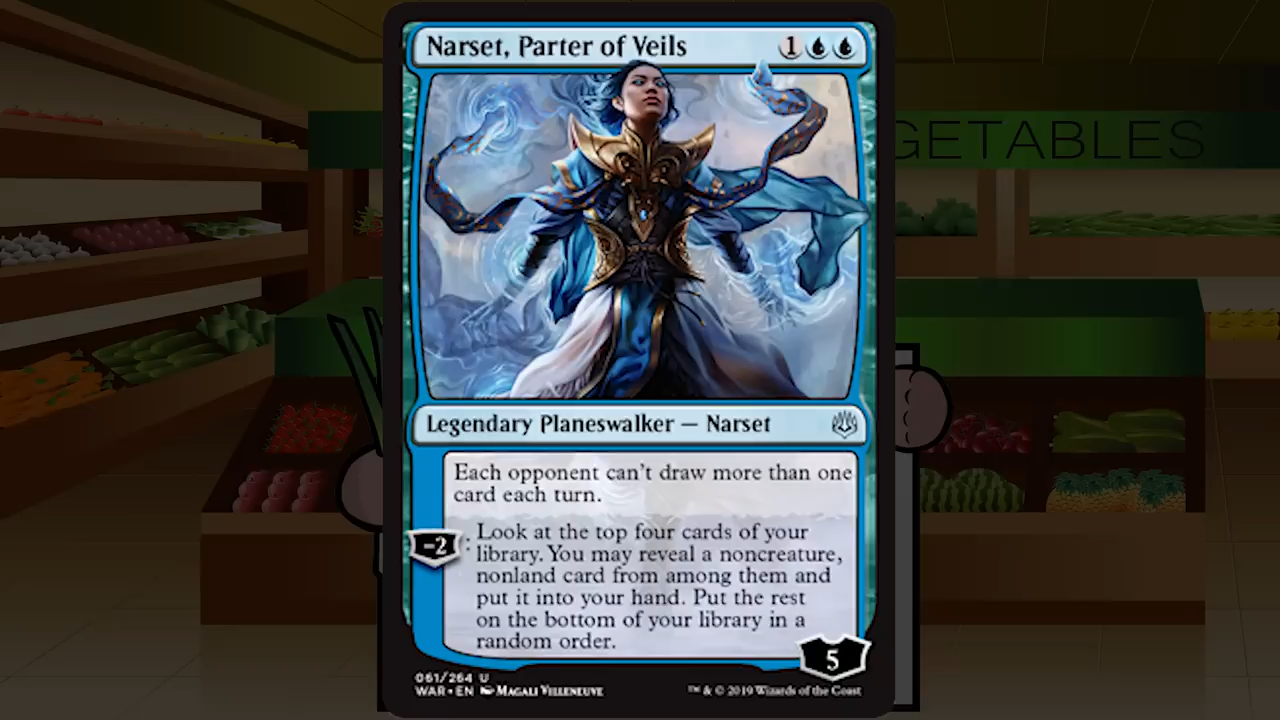 Narset, Parter of Veils 1
GETABLES
Legendary Planeswalker — Narset
Each opponent can't draw more than one
card each turn.
-2: Look at the top four cards of your
library. You may reveal a noncreature,
nonland card from among them and
put it into your hand. Put the rest
on the bottom of your library in a
random order.
5
061/264 U
WAR • EN Magali Villeneuve
™ & © 2019 Wizards of the Coast